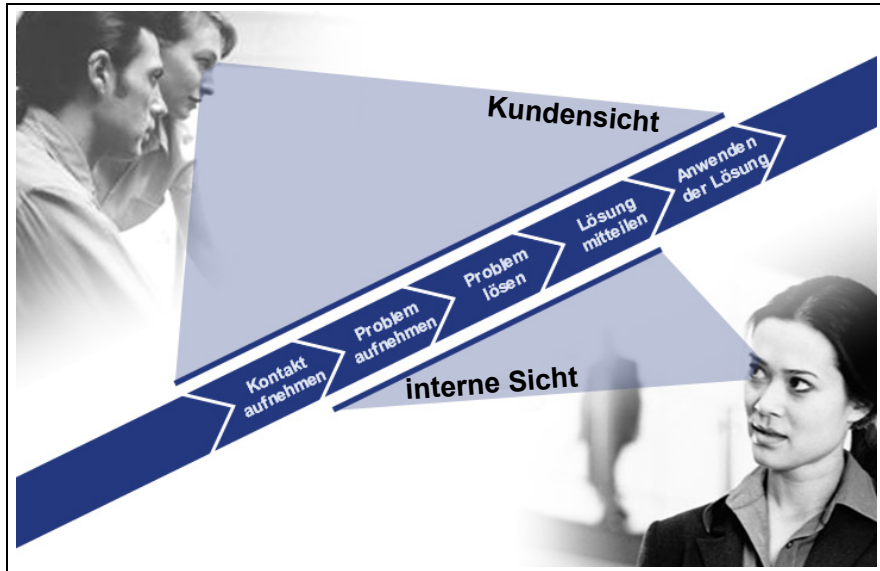 Kundensicht
Kontakt
aufnehmen
Problem
aufnehmen
Problem
lösen
Lösung
mitteilen
Anwenden
der Lösung
interne Sicht